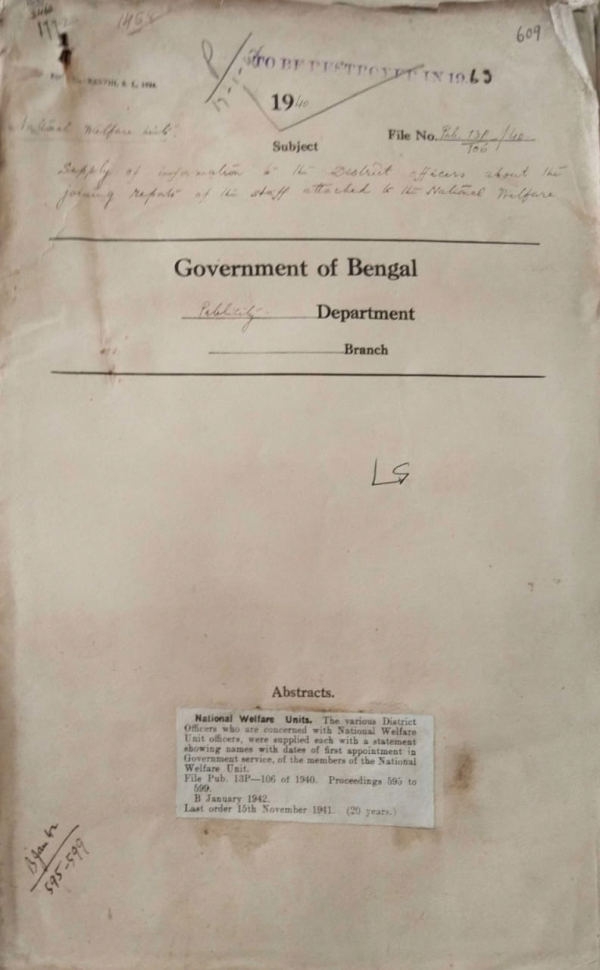 1458
609
TO BE DESTROYED IN 1963
1940
National Welfare Unit.
Subject
File No. Pub. 13P/106 /40
Supply of information to the District officers about the
joining reports of the staff attached to the National Welfare
Government of Bengal
Publicity Department
Branch
LS
Abstracts.
National Welfare Units. The various District
Officers who are concerned with National Welfare
Unit officers, were supplied each with a statement
showing names with dates of first appointment in
Government service, of the members of the National
Welfare Unit.
File Pub. 13P—106 of 1940. Proceedings 595 to
599.
B January 1942.
Last order 15th November 1941. (20 years.)
B Jan 42
595-599